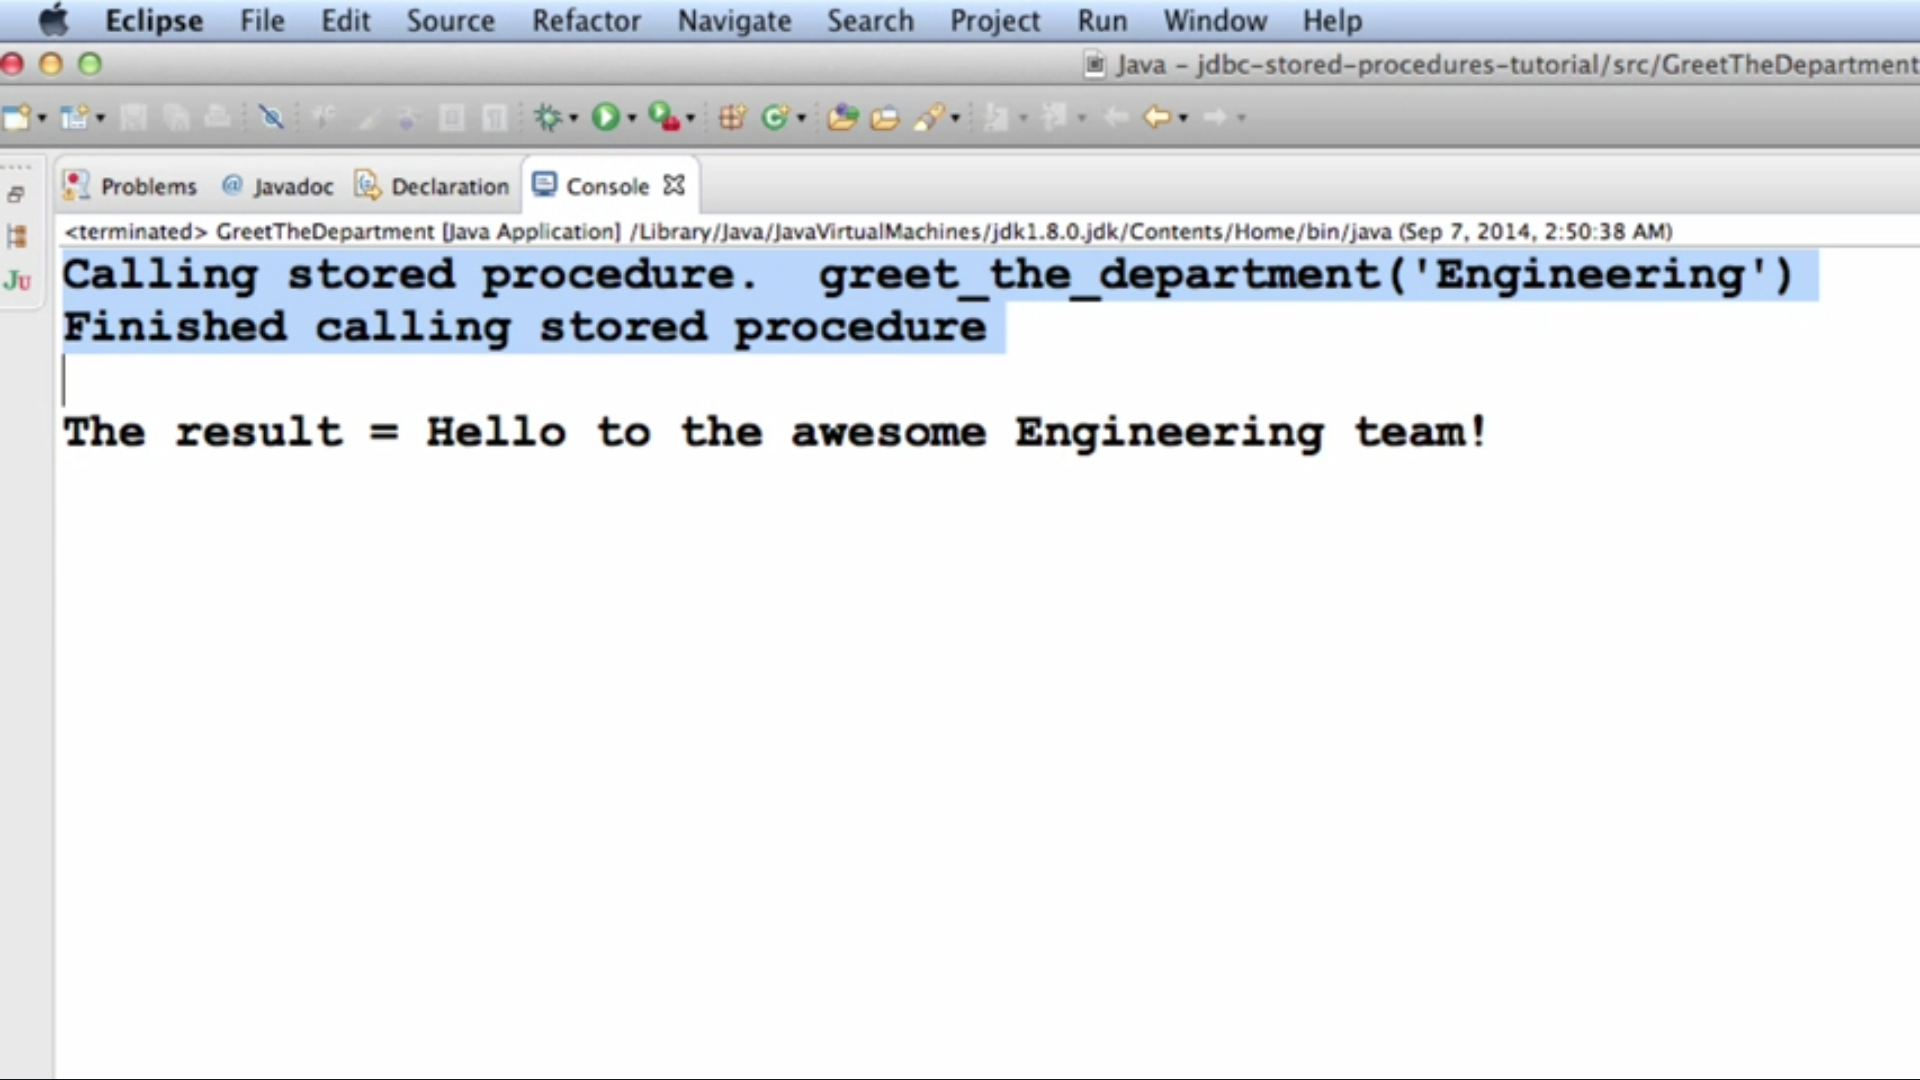 Eclipse File Edit Source Refactor Navigate Search Project Run Window Help
Java - jdbc-stored-procedures-tutorial/src/GreetTheDepartment
Problems @ Javadoc Declaration Console
<terminated> GreetTheDepartment [Java Application] /Library/Java/JavaVirtualMachines/jdk1.8.0.jdk/Contents/Home/bin/java (Sep 7, 2014, 2:50:38 AM)
JU
Calling stored procedure.  greet_the_department('Engineering')
Finished calling stored procedure
The result = Hello to the awesome Engineering team!